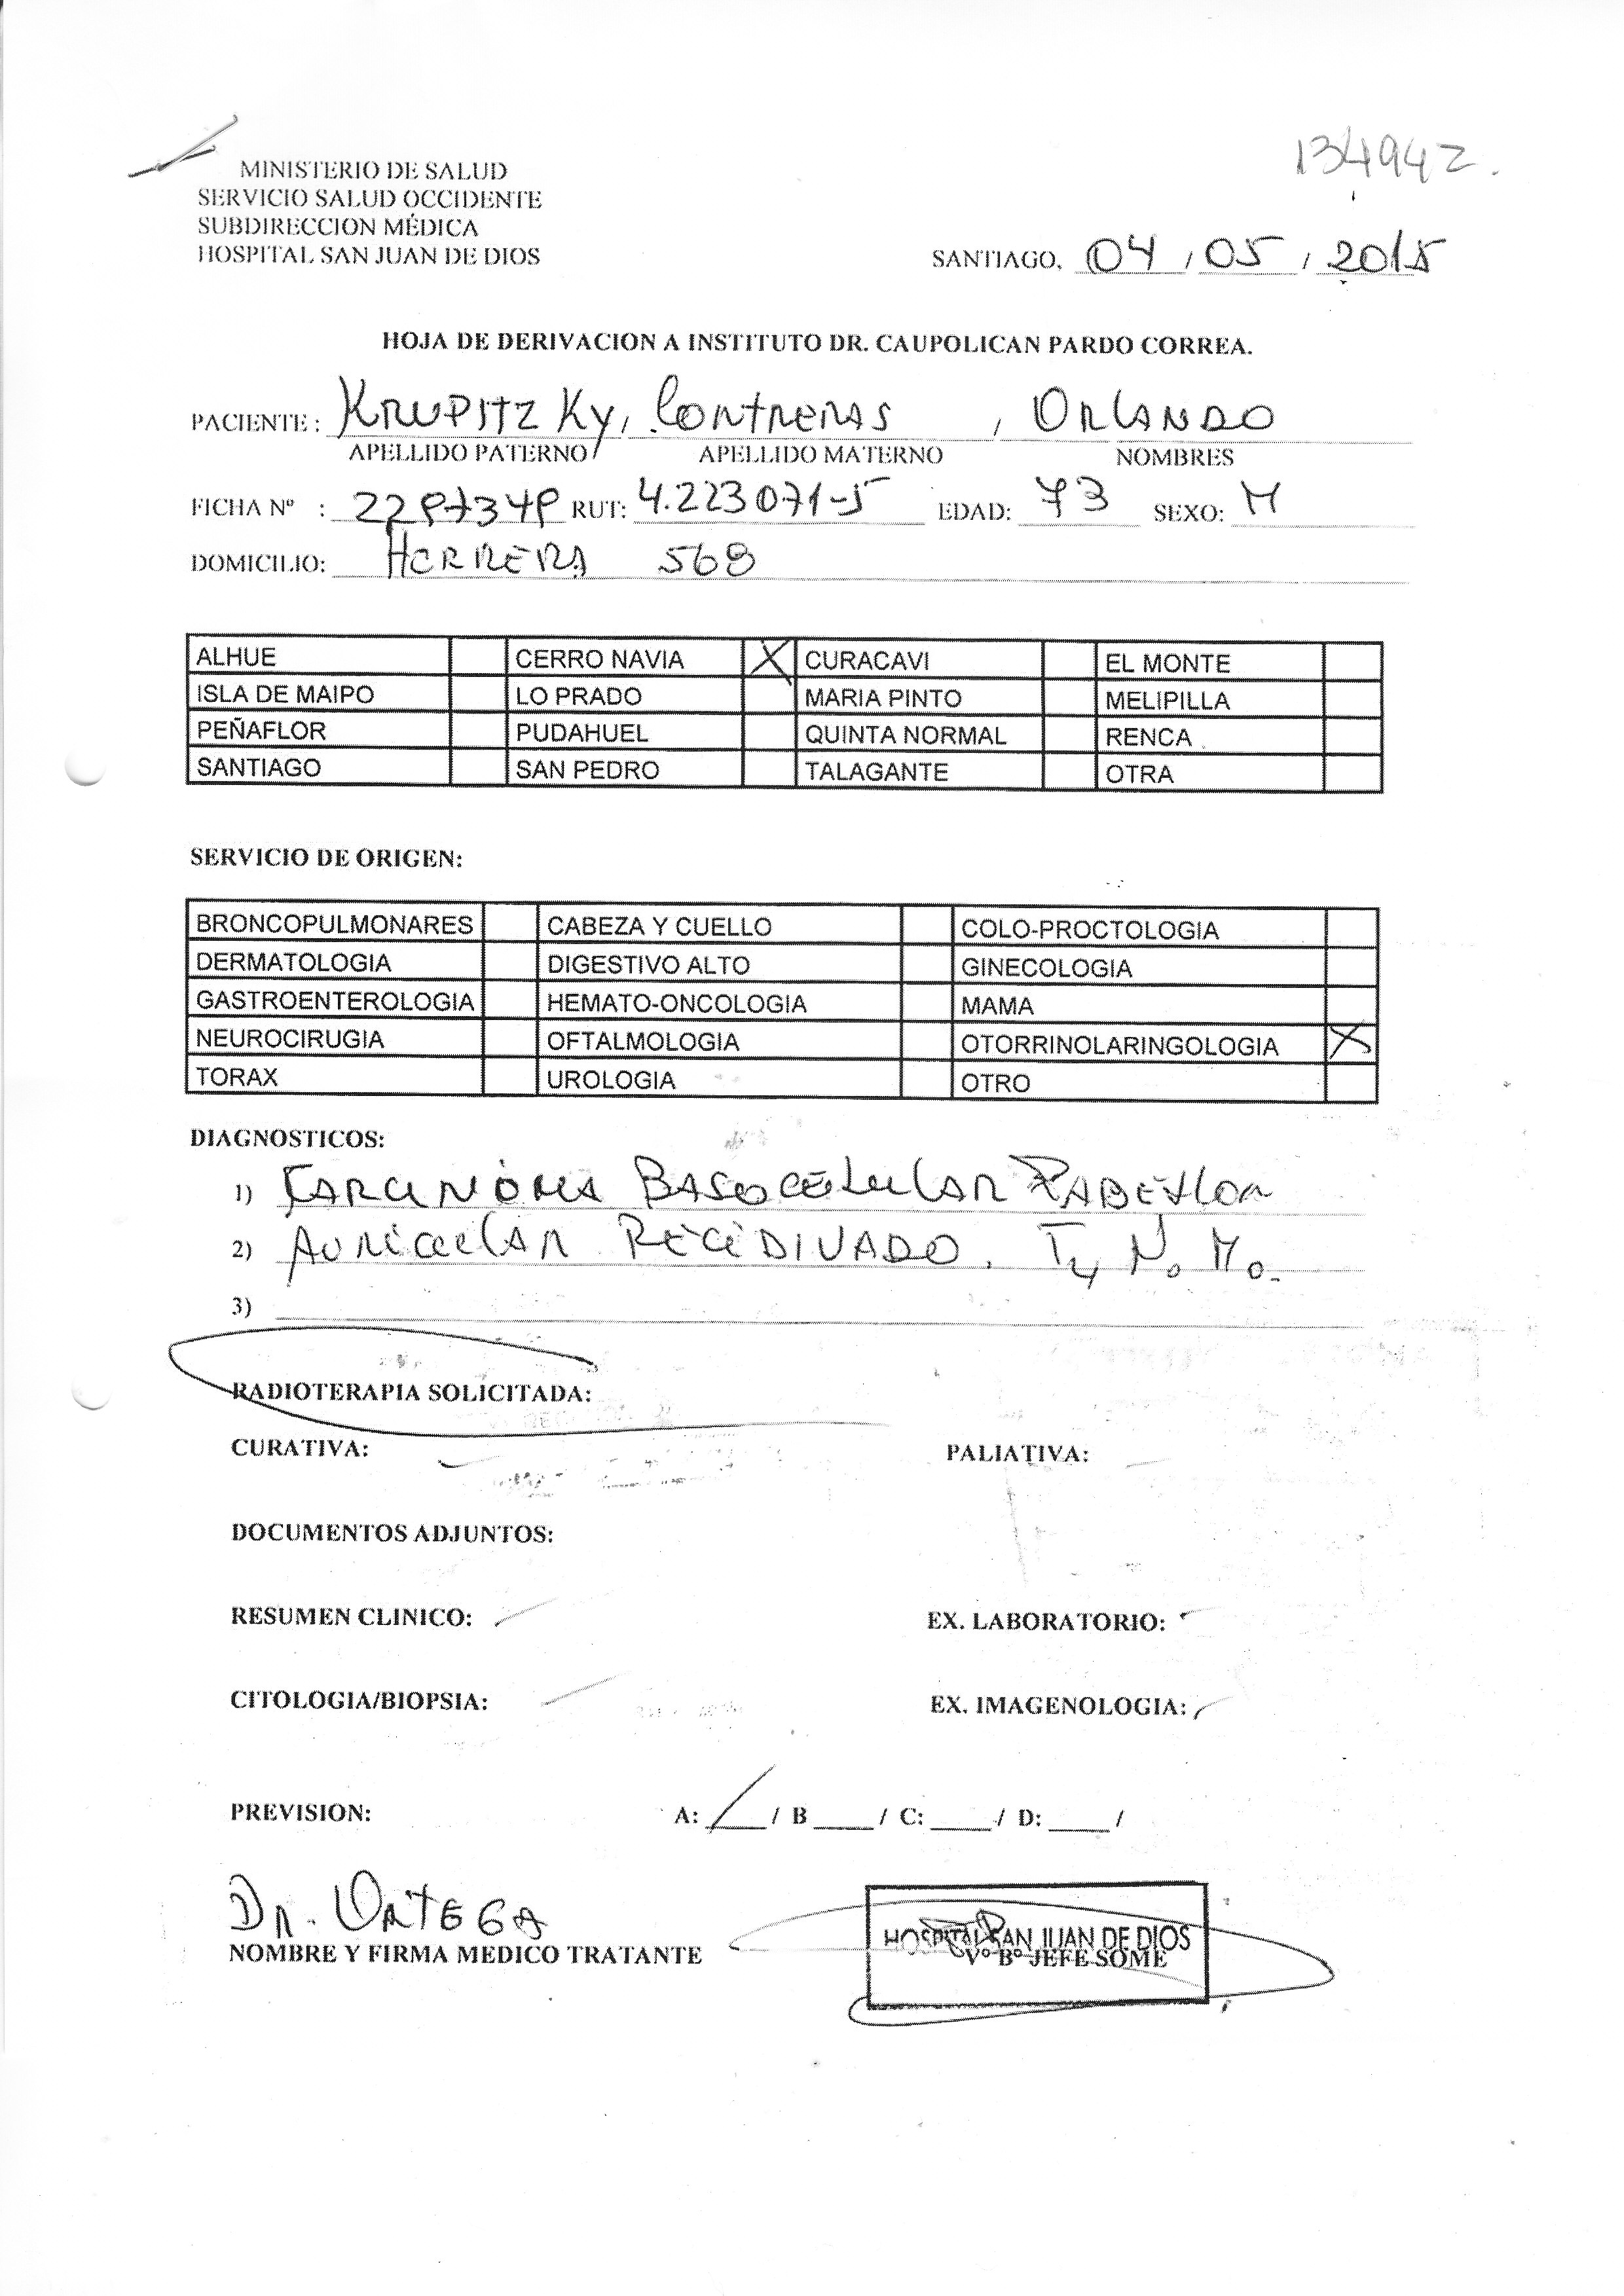 134942.
MINISTERIO DE SALUD
SERVICIO SALUD OCCIDENTE
SUBDIRECCION MÉDICA
HOSPITAL SAN JUAN DE DIOS
SANTIAGO, 04 / 05 / 2015
HOJA DE DERIVACION A INSTITUTO DR. CAUPOLICAN PARDO CORREA.
PACIENTE : KRUPITZKY, CONTRERAS , ORLANDO
APELLIDO PATERNO APELLIDO MATERNO NOMBRES
FICHA Nº : RUT: 4.223071-5 EDAD: 73 SEXO: M
DOMICILIO: HERRERA 568
ALHUE CERRO NAVIA X CURACAVI EL MONTE
ISLA DE MAIPO LO PRADO MARIA PINTO MELIPILLA
PEÑAFLOR PUDAHUEL QUINTA NORMAL RENCA
SANTIAGO SAN PEDRO TALAGANTE OTRA
SERVICIO DE ORIGEN:
BRONCOPULMONARES CABEZA Y CUELLO COLO-PROCTOLOGIA
DERMATOLOGIA DIGESTIVO ALTO GINECOLOGIA
GASTROENTEROLOGIA HEMATO-ONCOLOGIA MAMA
NEUROCIRUGIA OFTALMOLOGIA OTORRINOLARINGOLOGIA X
TORAX UROLOGIA OTRO
DIAGNOSTICOS:
1) CARCINOMA BASOCELULAR PABELLON
2) AURICULAR RECIDIVADO. T4 N0 M0.
3)
RADIOTERAPIA SOLICITADA:
CURATIVA: PALIATIVA:
DOCUMENTOS ADJUNTOS:
RESUMEN CLINICO: EX. LABORATORIO:
CITOLOGIA/BIOPSIA: EX. IMAGENOLOGIA:
PREVISION: A: / / B / C: / D: /
DR. ORTEGA
NOMBRE Y FIRMA MEDICO TRATANTE
HOSPITAL SAN JUAN DE DIOS
Vº Bº JEFE SOME